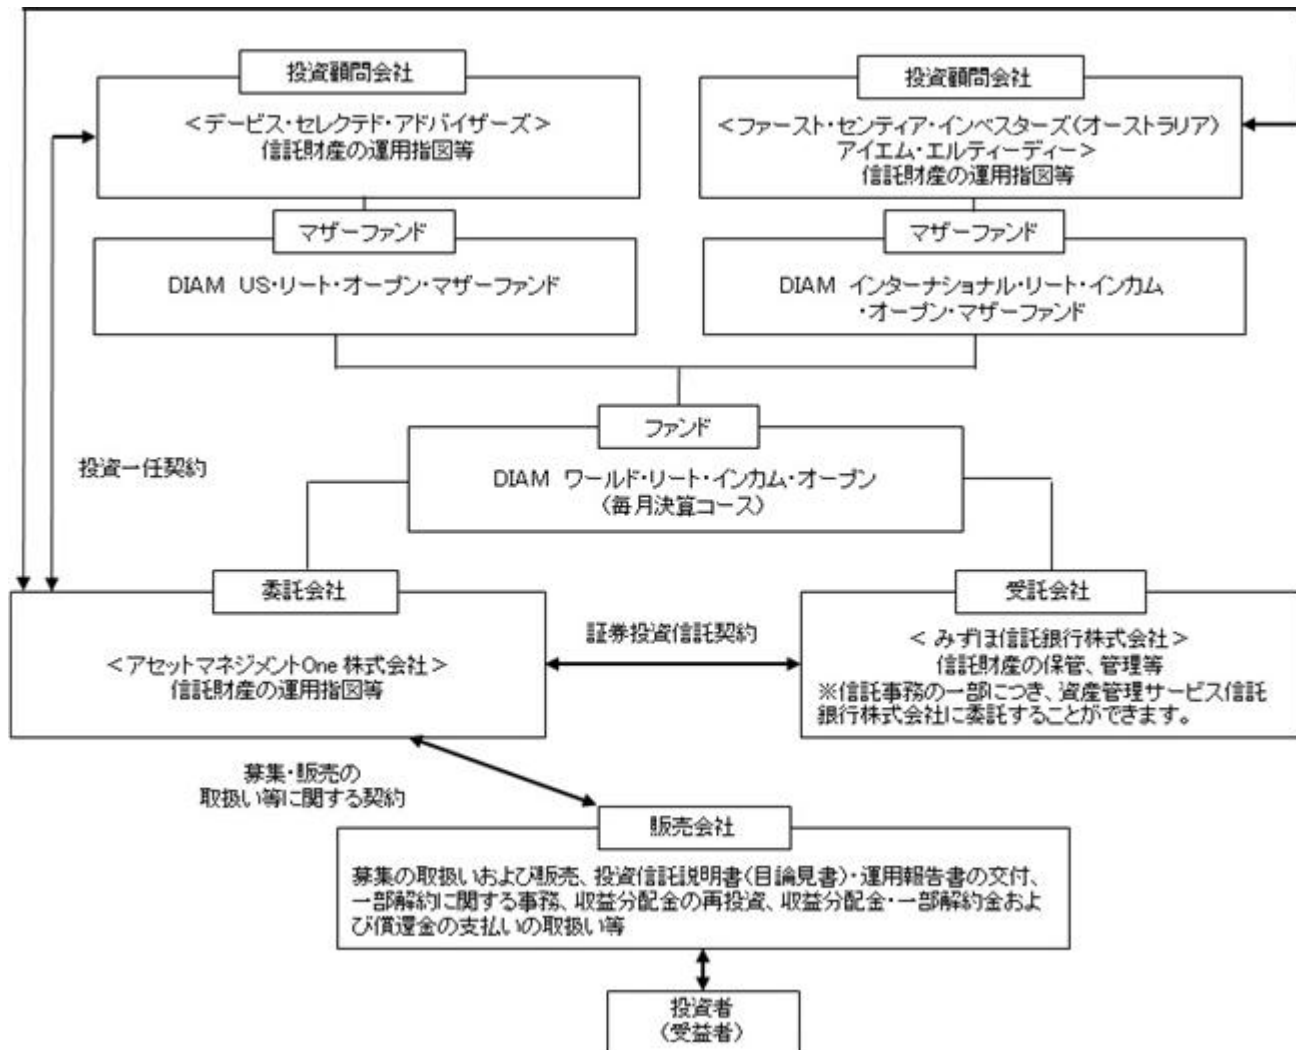 投資顧問会社
＜デービス・セレクテド・アドバイザーズ＞
信託財産の運用指図等
投資顧問会社
＜ファースト・センティア・インベスターズ（オーストラリア）
アイエム・エルティーディー＞
信託財産の運用指図等
マザーファンド
DIAM US・リート・オープン・マザーファンド
マザーファンド
DIAM インターナショナル・リート・インカム
・オープン・マザーファンド
ファンド
DIAM ワールド・リート・インカム・オープン
（毎月決算コース）
投資一任契約
委託会社
＜アセットマネジメントOne 株式会社＞
信託財産の運用指図等
証券投資信託契約
受託会社
＜みずほ信託銀行株式会社＞
信託財産の保管、管理等
※信託事務の一部につき、資産管理サービス信託
銀行株式会社に委託することができます。
募集・販売の
取扱い等に関する契約
販売会社
募集の取扱いおよび販売、投資信託説明書（目論見書）・運用報告書の交付、
一部解約に関する事務、収益分配金の再投資、収益分配金・一部解約金およ
び償還金の支払いの取扱い等
投資者
（受益者）